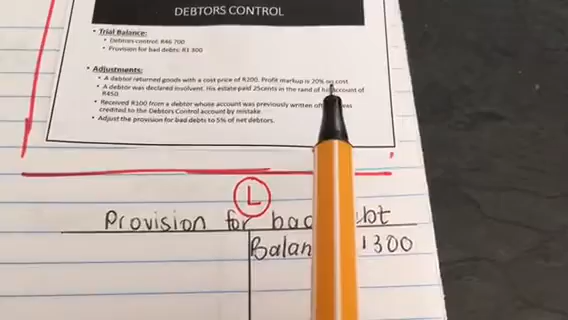 DEBTORS CONTROL
Trial Balance:
• Debtors control: R46 700
• Provision for bad debts: R1 300
Adjustments:
• A debtor returned goods with a cost price of R200. Profit markup is 20% on cost
• A debtor was declared insolvent. His estate paid 25cents in the rand of his account of
R450
• Received R100 from a debtor whose account was previously written off
credited to the Debtors Control account by mistake
• Adjust the provision for bad debts to 5% of net debtors.
L
Provision for bad
Balan 1300